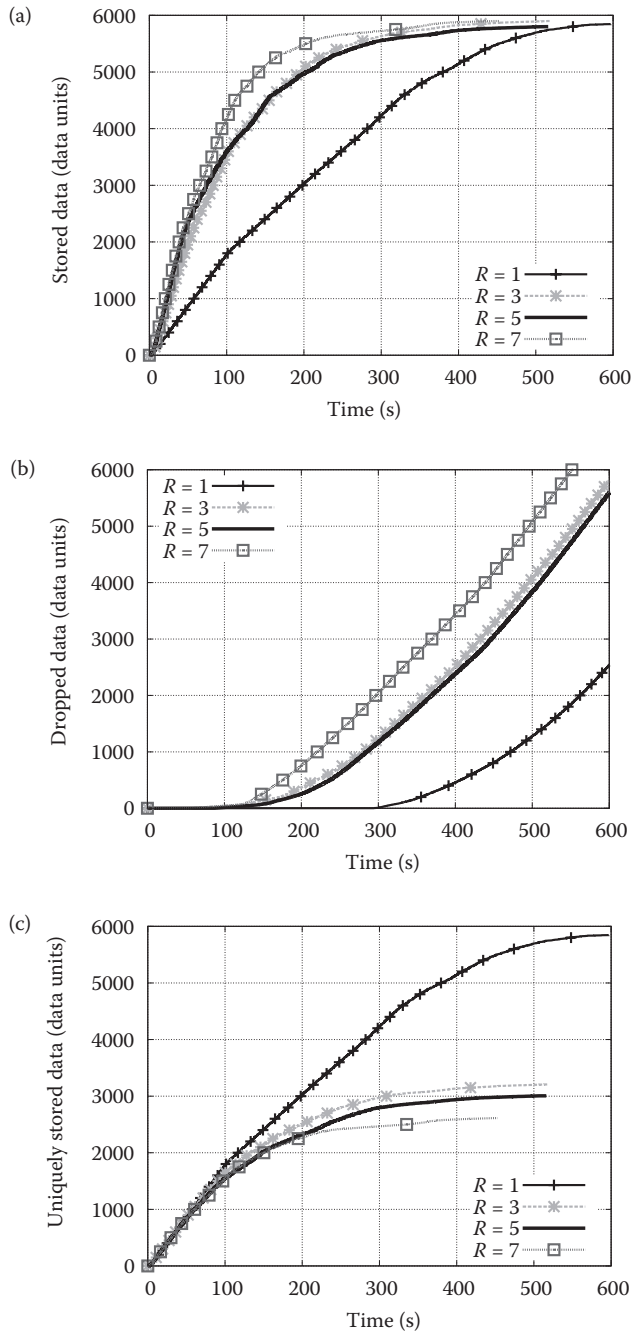 (a)
Stored data (data units)
6000
5000
4000
3000
2000
1000
0
R = 1
R = 3
R = 5
R = 7
0 100 200 300 400 500 600
Time (s)
(b)
Dropped data (data units)
6000
5000
4000
3000
2000
1000
0
R = 1
R = 3
R = 5
R = 7
0 100 200 300 400 500 600
Time (s)
(c)
Uniquely stored data (data units)
6000
5000
4000
3000
2000
1000
0
R = 1
R = 3
R = 5
R = 7
0 100 200 300 400 500 600
Time (s)